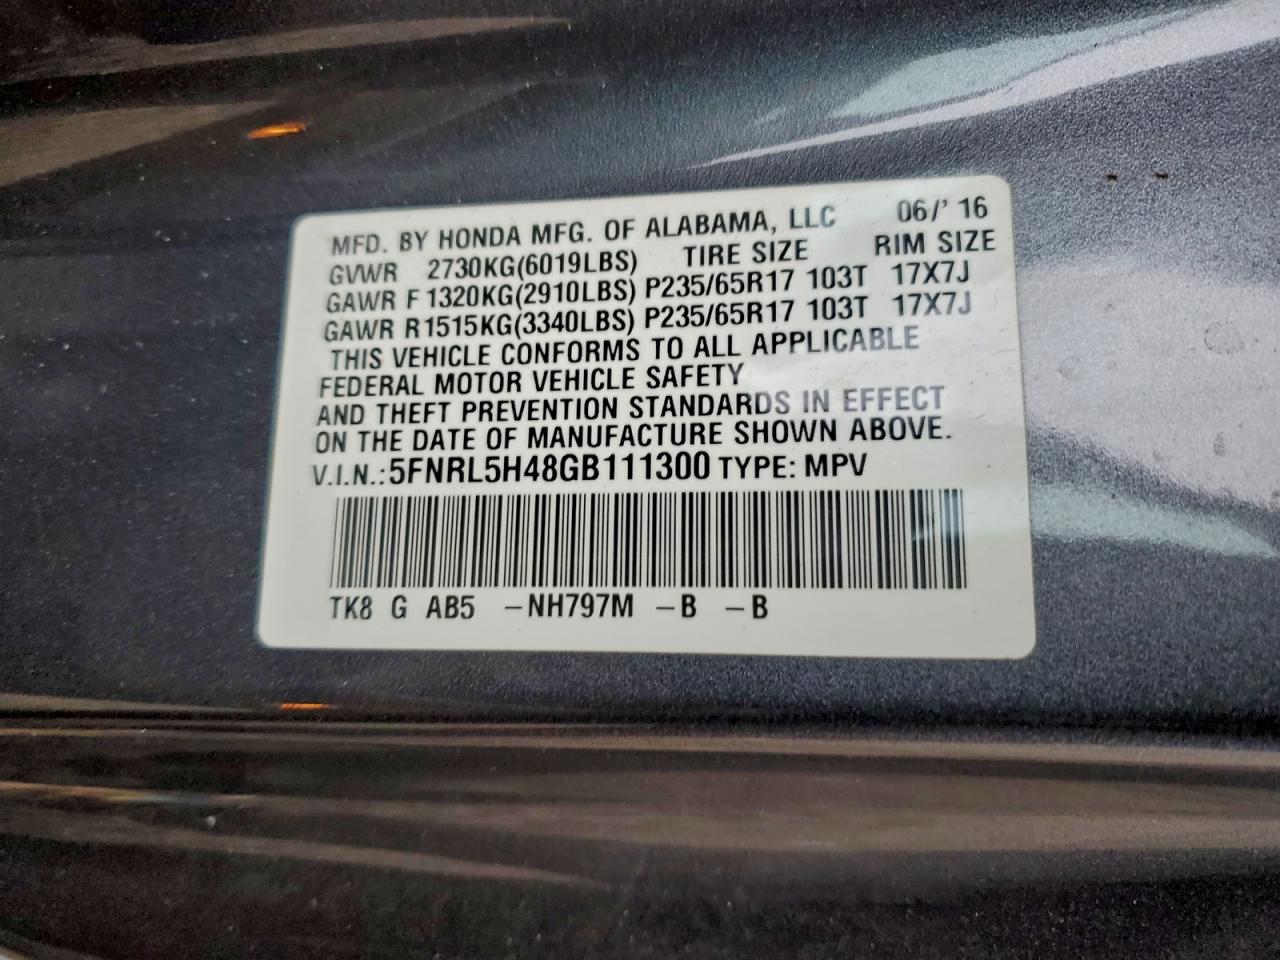 MFD. BY HONDA MFG. OF ALABAMA, LLC 06/' 16
GVWR 2730KG(6019LBS) TIRE SIZE RIM SIZE
GAWR F 1320KG(2910LBS) P235/65R17 103T 17X7J
GAWR R1515KG(3340LBS) P235/65R17 103T 17X7J
THIS VEHICLE CONFORMS TO ALL APPLICABLE
FEDERAL MOTOR VEHICLE SAFETY
AND THEFT PREVENTION STANDARDS IN EFFECT
ON THE DATE OF MANUFACTURE SHOWN ABOVE.
V.I.N.:5FNRL5H48GB111300 TYPE: MPV
TK8 G AB5 –NH797M –B –B